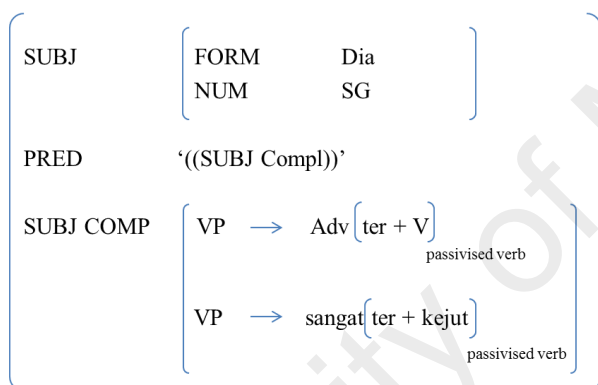 SUBJ FORM Dia
NUM SG
PRED ‘((SUBJ Compl))’
SUBJ COMP VP → Adv [ter + V]
passivised verb
VP → sangat [ter + kejut]
passivised verb